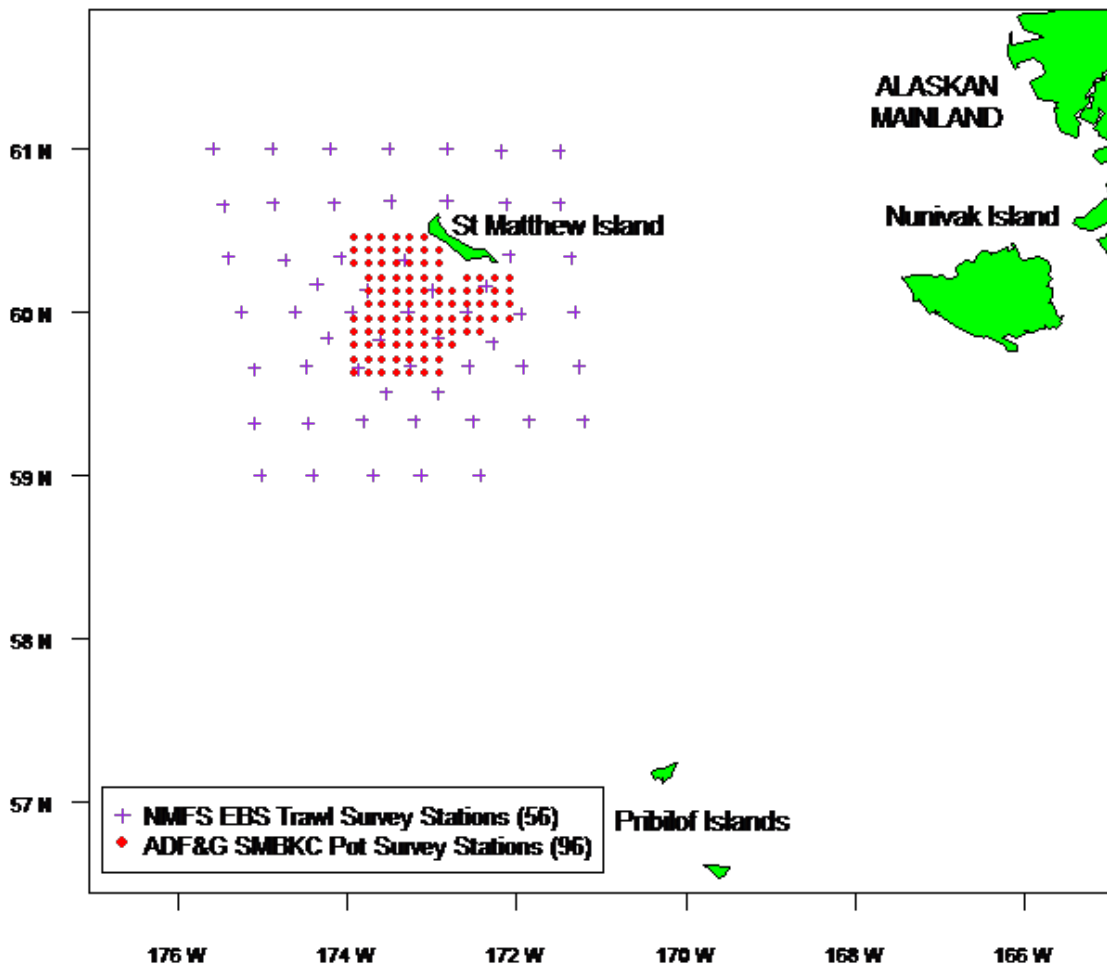 ALASKAN
MAINLAND
61 N
St Matthew Island
Nunivak Island
60 N
59 N
58 N
57 N
NMFS EBS Trawl Survey Stations (56)
ADF&G SMBKC Pot Survey Stations (96)
Pribilof Islands
176 W
174 W
172 W
170 W
168 W
166 W